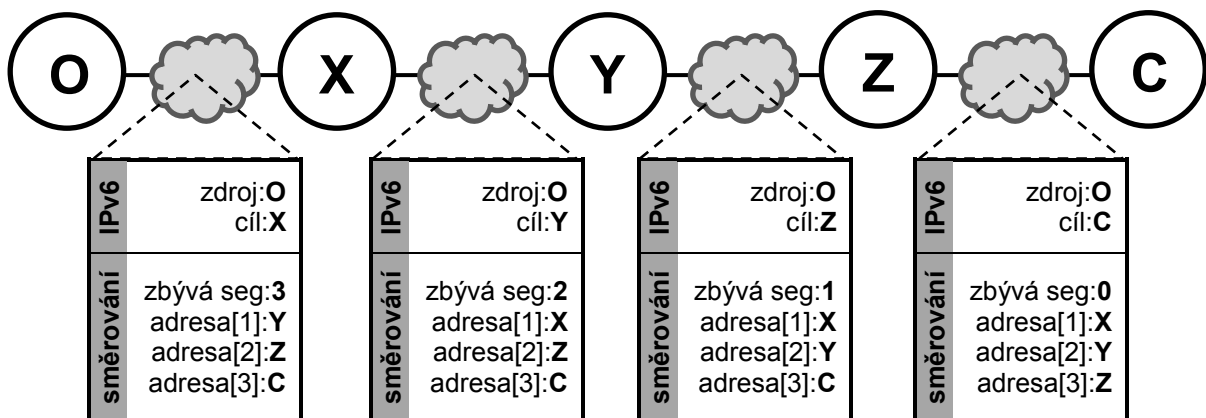 O X Y Z C
IPv6
zdroj:O
cíl:X
směrování
zbývá seg:3
adresa[1]:Y
adresa[2]:Z
adresa[3]:C
IPv6
zdroj:O
cíl:Y
směrování
zbývá seg:2
adresa[1]:X
adresa[2]:Z
adresa[3]:C
IPv6
zdroj:O
cíl:Z
směrování
zbývá seg:1
adresa[1]:X
adresa[2]:Y
adresa[3]:C
IPv6
zdroj:O
cíl:C
směrování
zbývá seg:0
adresa[1]:X
adresa[2]:Y
adresa[3]:Z